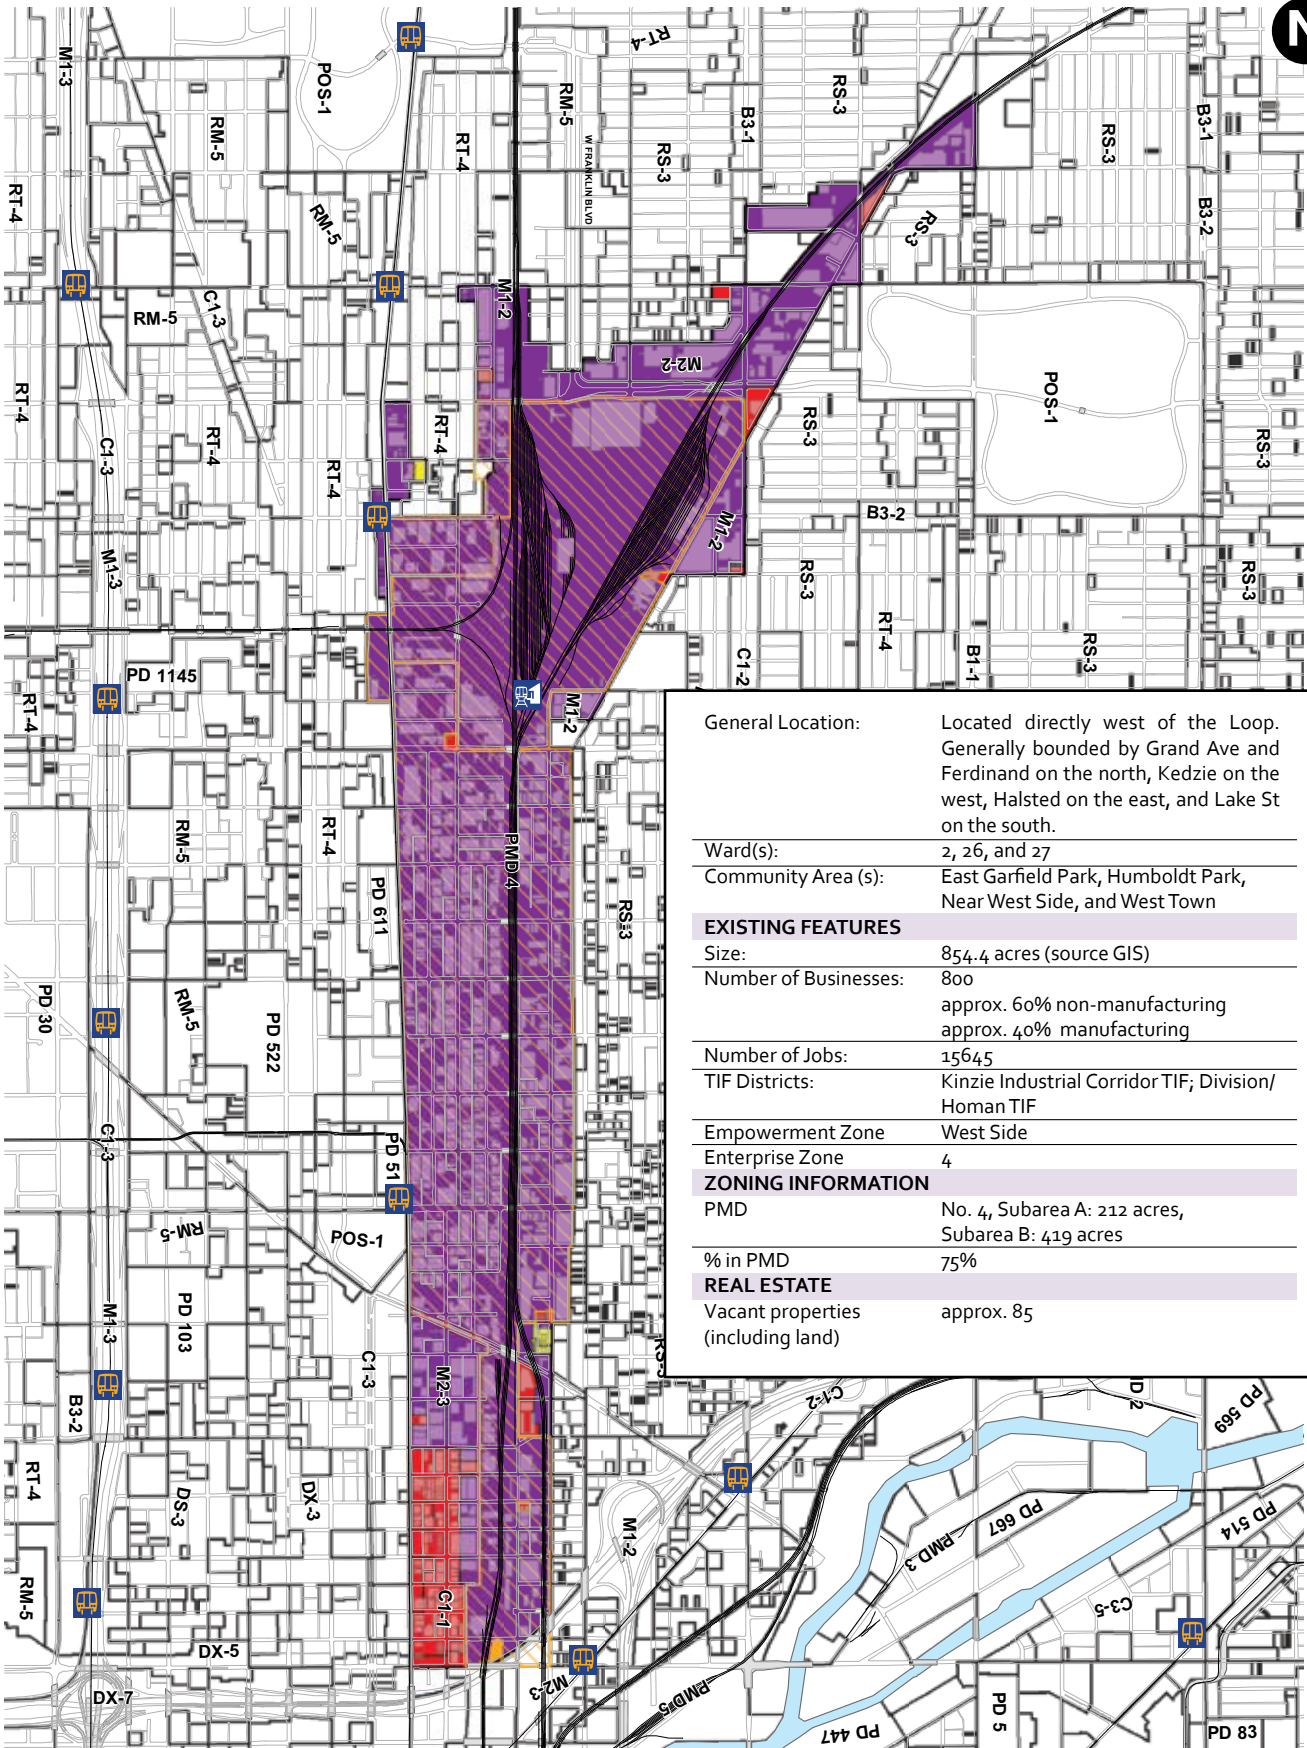 N
M1-3
POS-1
RM-5
RT-4
RM-5
W FRANKLIN BLVD
RT-4
RS-3
B3-1
RS-3
RS-3
B3-1
B3-2
RS-3
RT-4
RM-5
C1-3
RM-5
M1-2
M2-2
POS-1
RT-4
C1-3
RT-4
RT-4
RT-4
RS-3
RS-3
B3-2
M1-2
M1-3
RS-3
RT-4
RS-3
RS-3
B1-1
C1-2
PD 1145
RT-4
RT-4
M1-2
RM-5
RT-4
PMD 4
PD 611
RS-3
PD 30
RM-5
PD 522
C1-3
PD 51
RM-5
POS-1
M1-3
PD 103
C1-3
M2-3
RS-3
B3-2
RT-4
DS-3
DX-3
RM-5
C1-1
DX-5
DX-7
M1-2
M2-3
C1-2
PMD 3
PD 667
PD 569
PD 514
C3-5
PMD 5
PD 447
PD 5
PD 83
General Location:
Located directly west of the Loop.
Generally bounded by Grand Ave and
Ferdinand on the north, Kedzie on the
west, Halsted on the east, and Lake St
on the south.
Ward(s):
2, 26, and 27
Community Area (s):
East Garfield Park, Humboldt Park,
Near West Side, and West Town
EXISTING FEATURES
Size:
854.4 acres (source GIS)
Number of Businesses:
800
approx. 60% non-manufacturing
approx. 40% manufacturing
Number of Jobs:
15645
TIF Districts:
Kinzie Industrial Corridor TIF; Division/
Homan TIF
Empowerment Zone
West Side
Enterprise Zone
4
ZONING INFORMATION
PMD
No. 4, Subarea A: 212 acres,
Subarea B: 419 acres
% in PMD
75%
REAL ESTATE
Vacant properties
(including land)
approx. 85